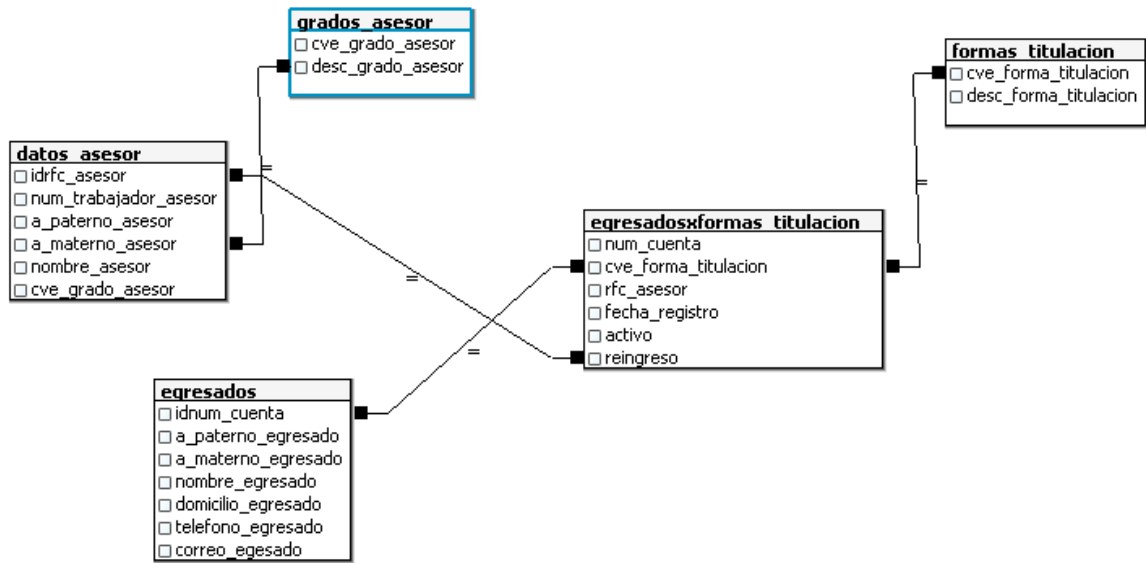 grados_asesor
cve_grado_asesor
desc_grado_asesor
formas_titulacion
cve_forma_titulacion
desc_forma_titulacion
datos_asesor
idrfc_asesor
num_trabajador_asesor
a_paterno_asesor
a_materno_asesor
nombre_asesor
cve_grado_asesor
egresadosxformas_titulacion
num_cuenta
cve_forma_titulacion
rfc_asesor
fecha_registro
activo
reingreso
egresados
idnum_cuenta
a_paterno_egresado
a_materno_egresado
nombre_egresado
domicilio_egresado
telefono_egresado
correo_egesado
=
=
=
=